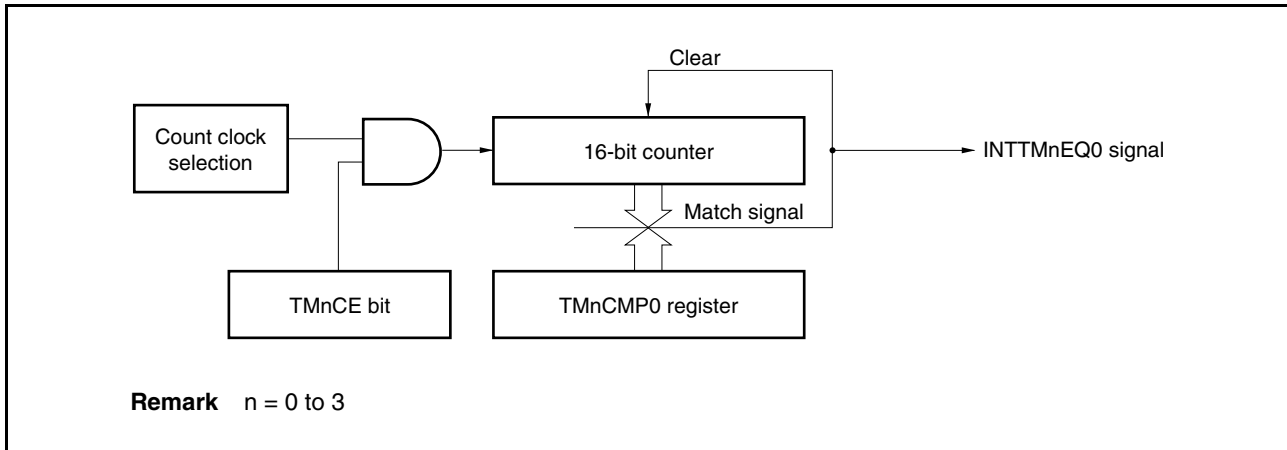 Clear
Count clock
selection
16-bit counter
INTTMnEQ0 signal
Match signal
TMnCE bit
TMnCMP0 register
Remark n = 0 to 3